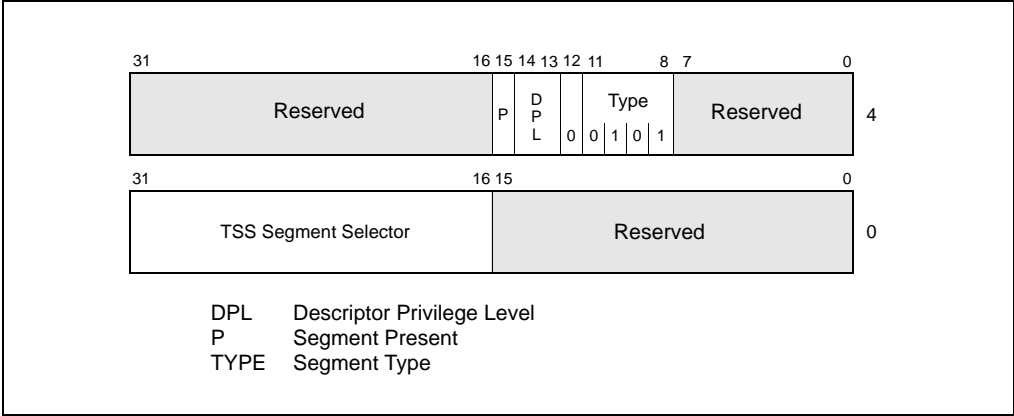 31 16 15 14 13 12 11 8 7 0
Reserved P DPL 0 Type 0 1 0 1 Reserved 4
31 16 15 0
TSS Segment Selector Reserved 0
DPL Descriptor Privilege Level
P Segment Present
TYPE Segment Type